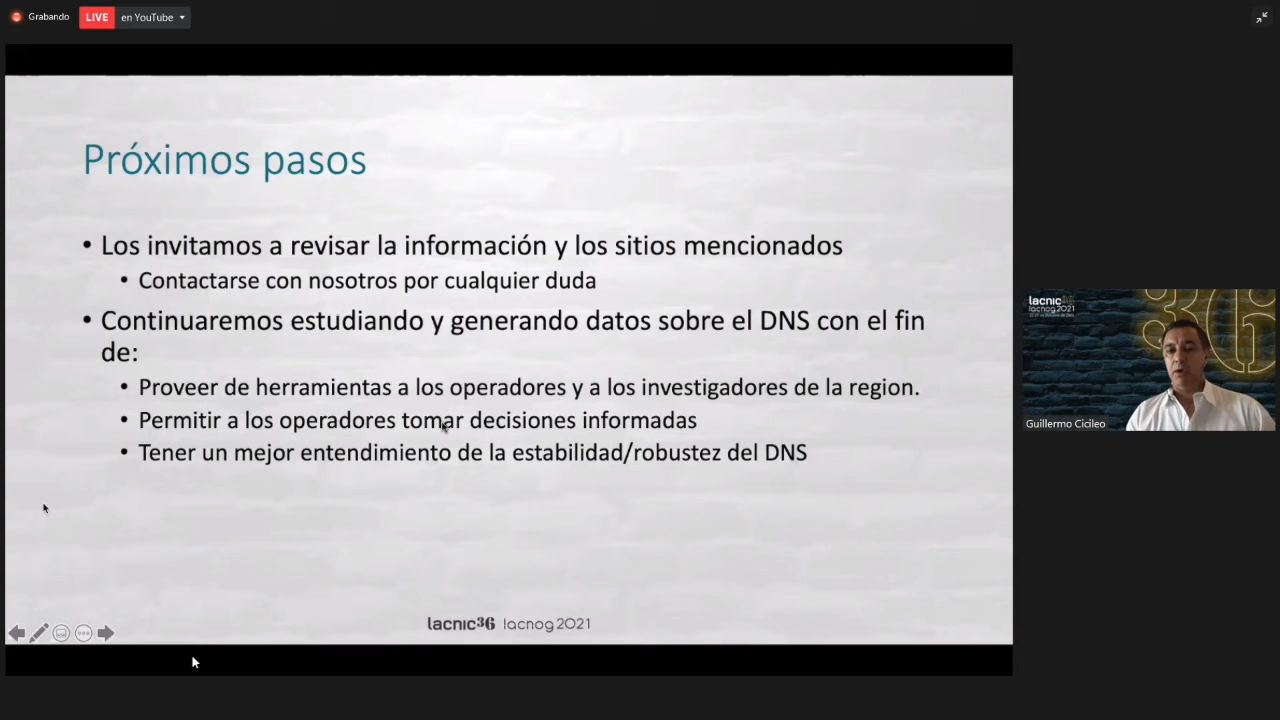 Grabando
LIVE en YouTube
Próximos pasos
• Los invitamos a revisar la información y los sitios mencionados
• Contactarse con nosotros por cualquier duda
• Continuaremos estudiando y generando datos sobre el DNS con el fin
de:
• Proveer de herramientas a los operadores y a los investigadores de la region.
• Permitir a los operadores tomar decisiones informadas
• Tener un mejor entendimiento de la estabilidad/robustez del DNS
lacnic36 lacnog2021
lacnic36
lacnog2021
36
Guillermo Cicileo